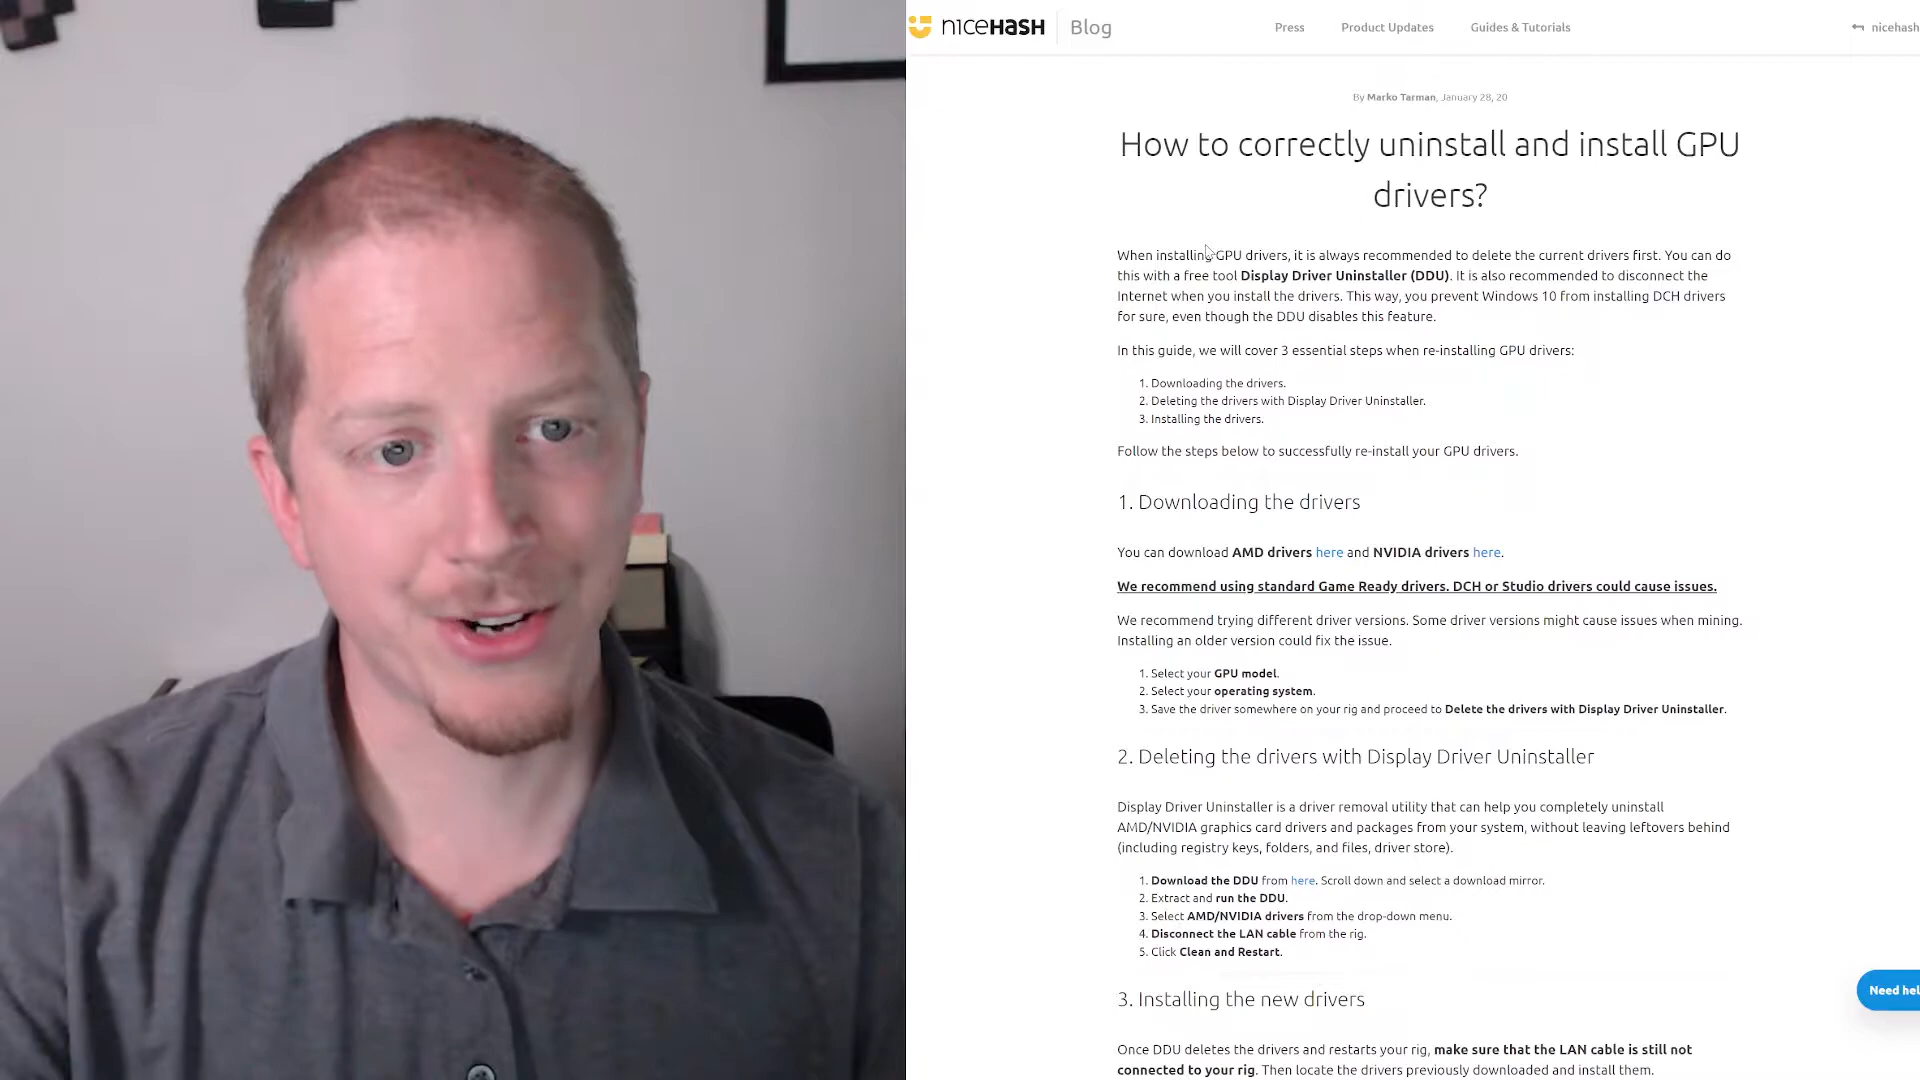 niceHASH Blog Press Product Updates Guides & Tutorials nicehash
By Marko Tarman, January 28, 20
How to correctly uninstall and install GPU
drivers?
When installing GPU drivers, it is always recommended to delete the current drivers first. You can do
this with a free tool Display Driver Uninstaller (DDU). It is also recommended to disconnect the
Internet when you install the drivers. This way, you prevent Windows 10 from installing DCH drivers
for sure, even though the DDU disables this feature.
In this guide, we will cover 3 essential steps when re-installing GPU drivers:
1. Downloading the drivers.
2. Deleting the drivers with Display Driver Uninstaller.
3. Installing the drivers.
Follow the steps below to successfully re-install your GPU drivers.
1. Downloading the drivers
You can download AMD drivers here and NVIDIA drivers here.
We recommend using standard Game Ready drivers. DCH or Studio drivers could cause issues.
We recommend trying different driver versions. Some driver versions might cause issues when mining.
Installing an older version could fix the issue.
1. Select your GPU model.
2. Select your operating system.
3. Save the driver somewhere on your rig and proceed to Delete the drivers with Display Driver Uninstaller.
2. Deleting the drivers with Display Driver Uninstaller
Display Driver Uninstaller is a driver removal utility that can help you completely uninstall
AMD/NVIDIA graphics card drivers and packages from your system, without leaving leftovers behind
(including registry keys, folders, and files, driver store).
1. Download the DDU from here. Scroll down and select a download mirror.
2. Extract and run the DDU.
3. Select AMD/NVIDIA drivers from the drop-down menu.
4. Disconnect the LAN cable from the rig.
5. Click Clean and Restart.
Need hel
3. Installing the new drivers
Once DDU deletes the drivers and restarts your rig, make sure that the LAN cable is still not
connected to your rig. Then locate the drivers previously downloaded and install them.